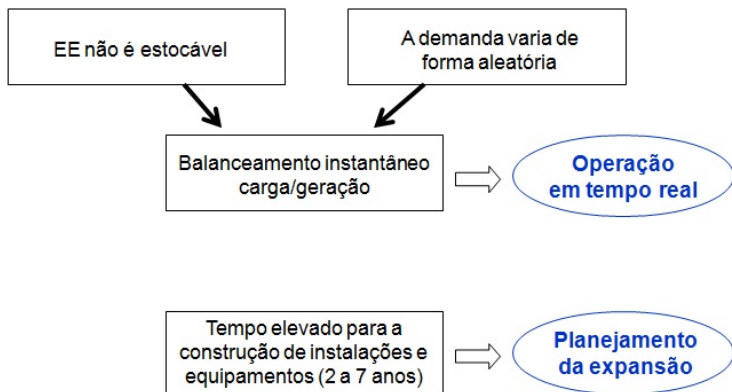 EE não é estocável
A demanda varia de
forma aleatória
Balanceamento instantâneo
carga/geração
Operação
em tempo real
Tempo elevado para a
construção de instalações e
equipamentos (2 a 7 anos)
Planejamento
da expansão